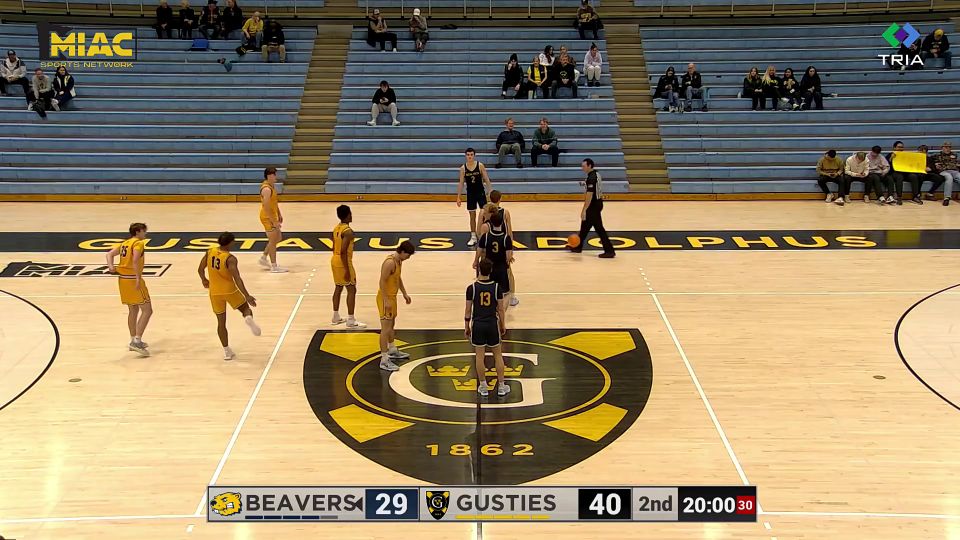 MIAC
SPORTS NETWORK
TRIA
GUSTAVUS ADOLPHUS
MIAC
2
3
13
13
G
1862
BEAVERS 29 GUSTIES 40 2nd 20:00 30